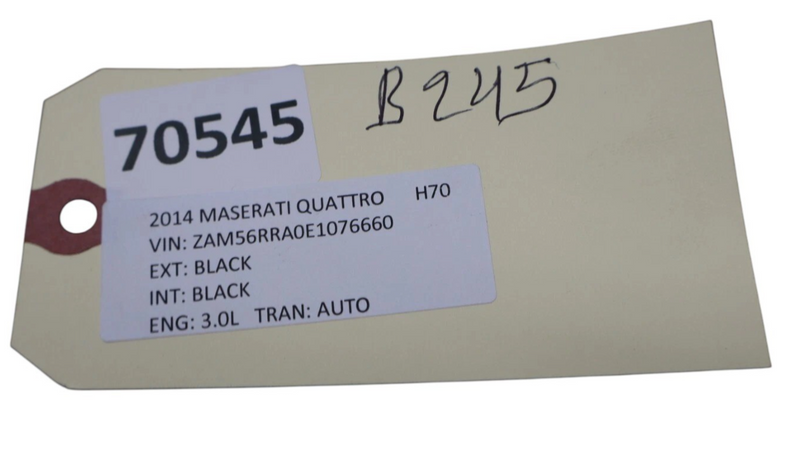 B245
70545
2014 MASERATI QUATTRO H70
VIN: ZAM56RRA0E1076660
EXT: BLACK
INT: BLACK
ENG: 3.0L TRAN: AUTO